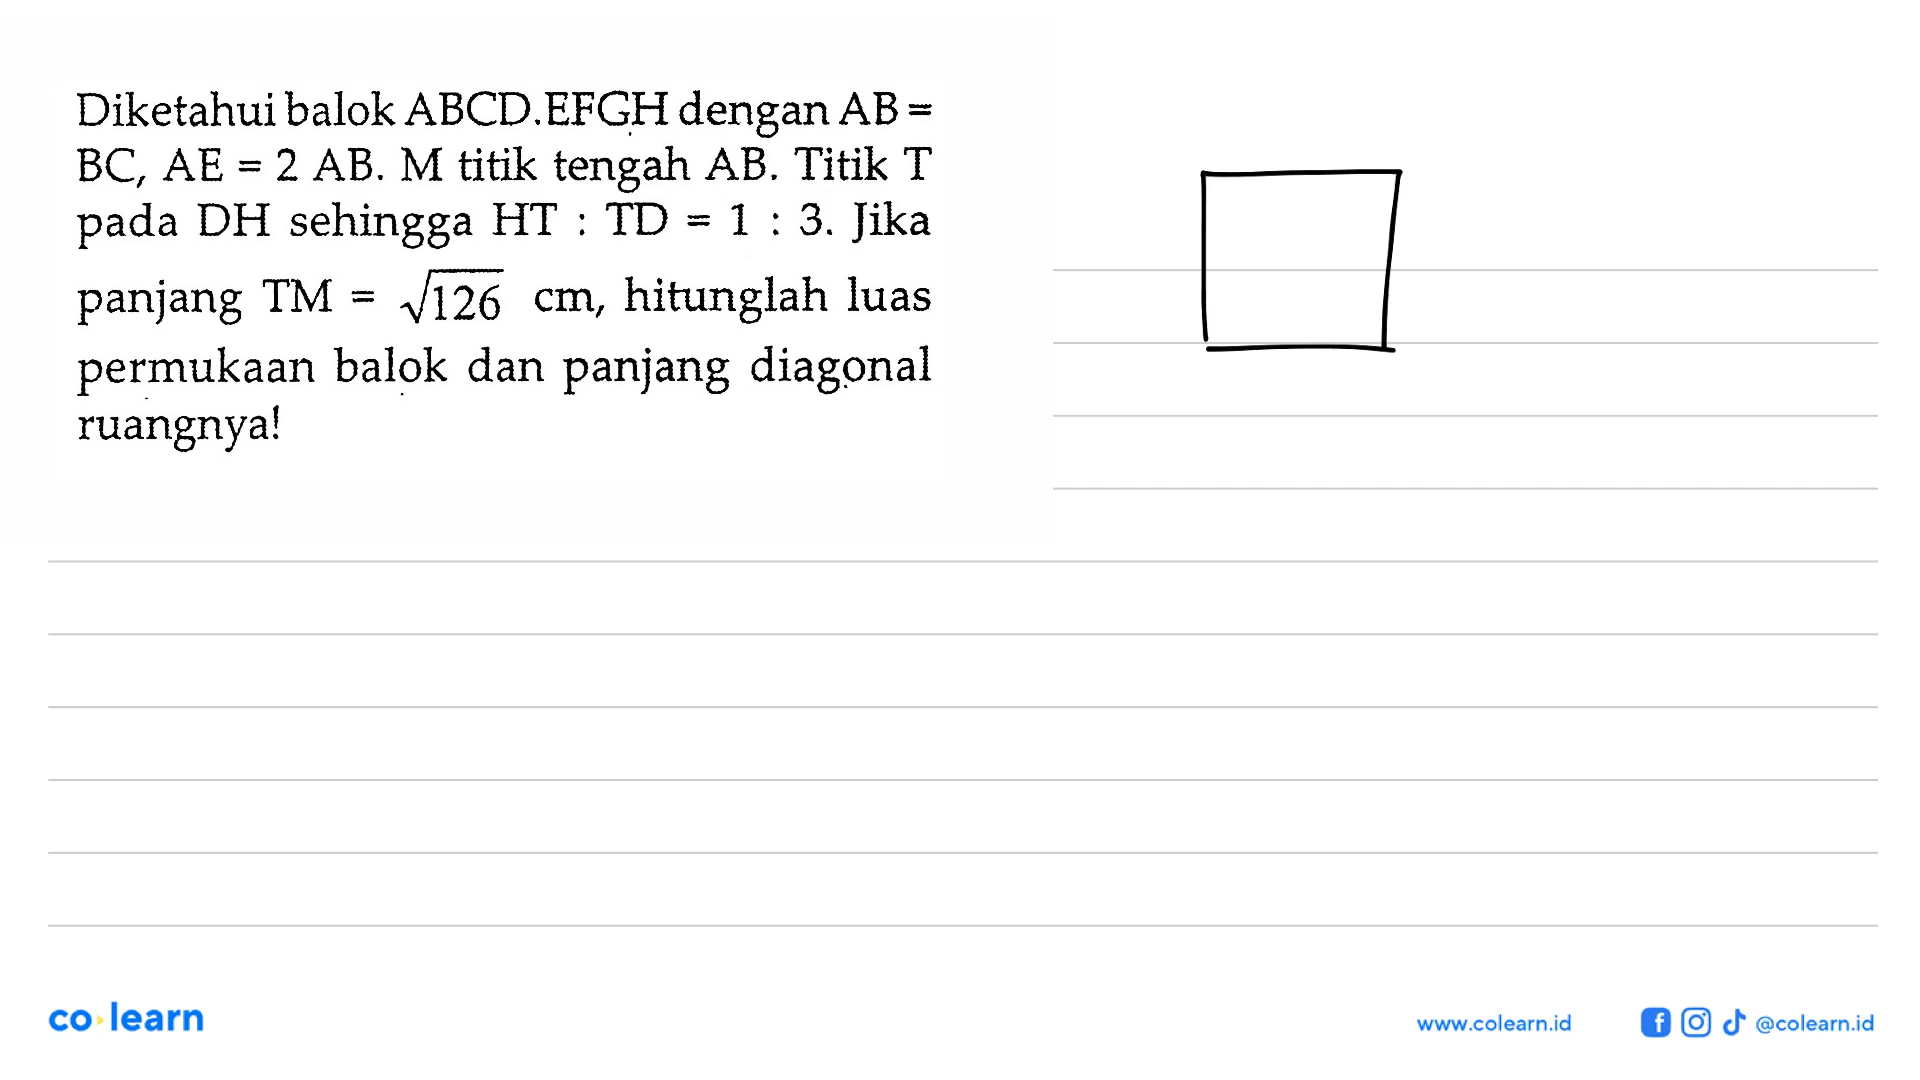 Diketahui balok ABCD.EFGH dengan AB =
BC, AE = 2 AB. M titik tengah AB. Titik T
pada DH sehingga HT : TD = 1 : 3. Jika
panjang TM = √126 cm, hitunglah luas
permukaan balok dan panjang diagonal
ruangnya!
co learn
www.colearn.id
@colearn.id